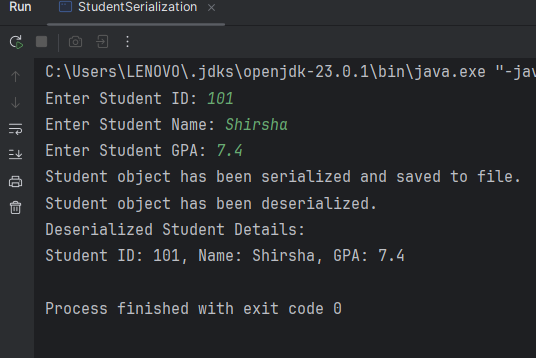 Run StudentSerialization
C:\Users\LENOVO\.jdks\openjdk-23.0.1\bin\java.exe "-jav
Enter Student ID: 101
Enter Student Name: Shirsha
Enter Student GPA: 7.4
Student object has been serialized and saved to file.
Student object has been deserialized.
Deserialized Student Details:
Student ID: 101, Name: Shirsha, GPA: 7.4
Process finished with exit code 0